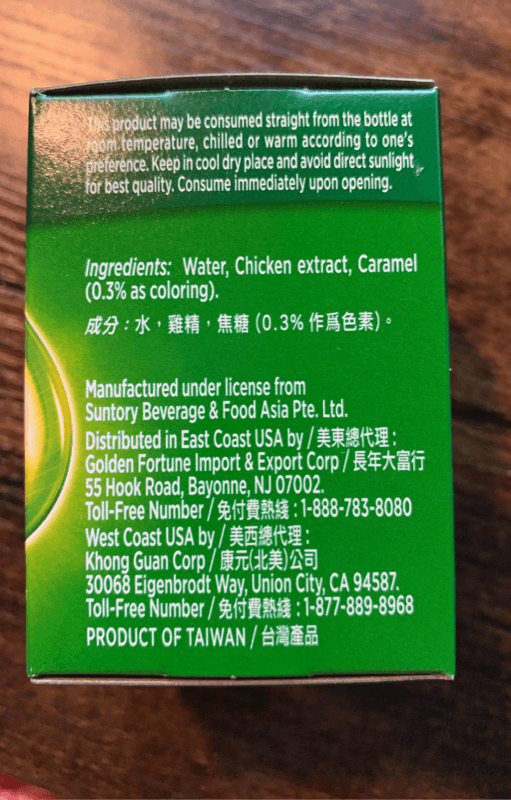 This product may be consumed straight from the bottle at
room temperature, chilled or warm according to one's
preference. Keep in cool dry place and avoid direct sunlight
for best quality. Consume immediately upon opening.
Ingredients: Water, Chicken extract, Caramel
(0.3% as coloring).
成分：水，雞精，焦糖 (0.3% 作爲色素)。
Manufactured under license from
Suntory Beverage & Food Asia Pte. Ltd.
Distributed in East Coast USA by / 美東總代理：
Golden Fortune Import & Export Corp / 長年大富行
55 Hook Road, Bayonne, NJ 07002.
Toll-Free Number / 免付費熱綫 : 1-888-783-8080
West Coast USA by / 美西總代理：
Khong Guan Corp / 康元(北美)公司
30068 Eigenbrodt Way, Union City, CA 94587.
Toll-Free Number / 免付費熱綫 : 1-877-889-8968
PRODUCT OF TAIWAN / 台灣產品